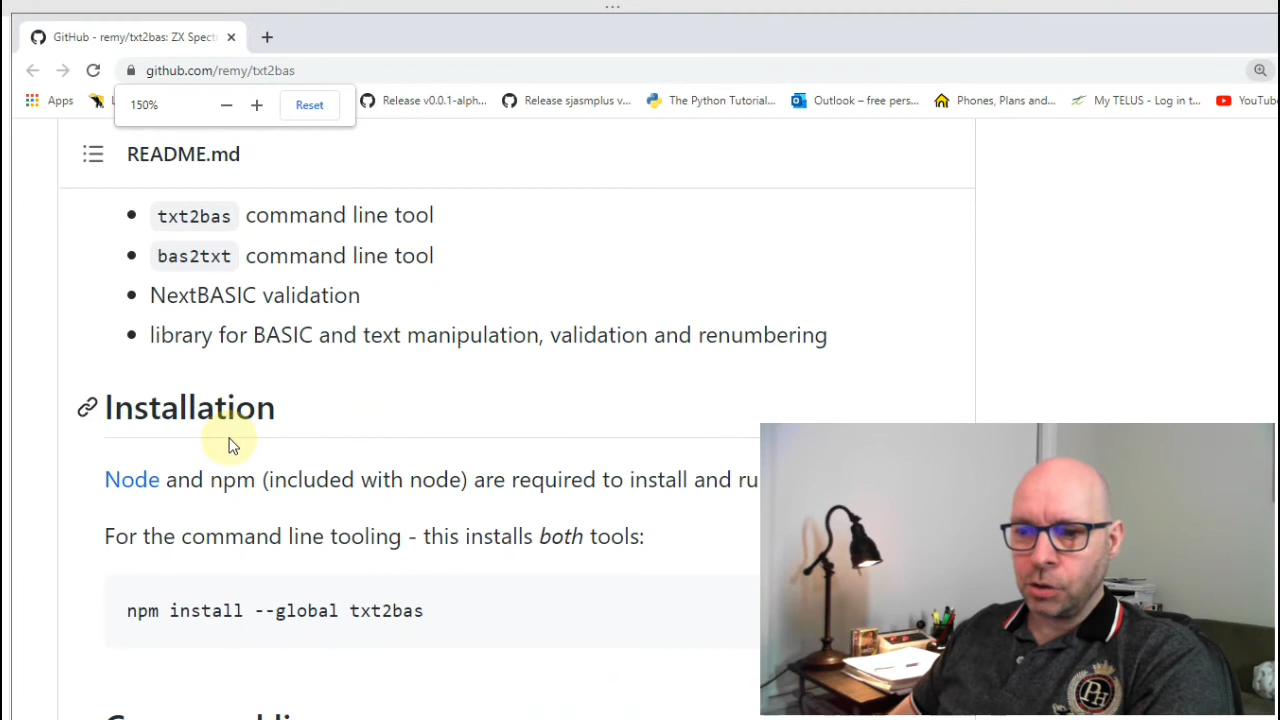 GitHub - remy/txt2bas: ZX Spect
github.com/remy/txt2bas
150%
Reset
Apps
Release v0.0.1-alph...
Release sjasmplus v...
The Python Tutorial...
Outlook – free pers...
Phones, Plans and...
My TELUS - Log in t...
YouTub
README.md
txt2bas command line tool
bas2txt command line tool
NextBASIC validation
library for BASIC and text manipulation, validation and renumbering
Installation
Node and npm (included with node) are required to install and ru
For the command line tooling - this installs both tools:
npm install --global txt2bas
PH